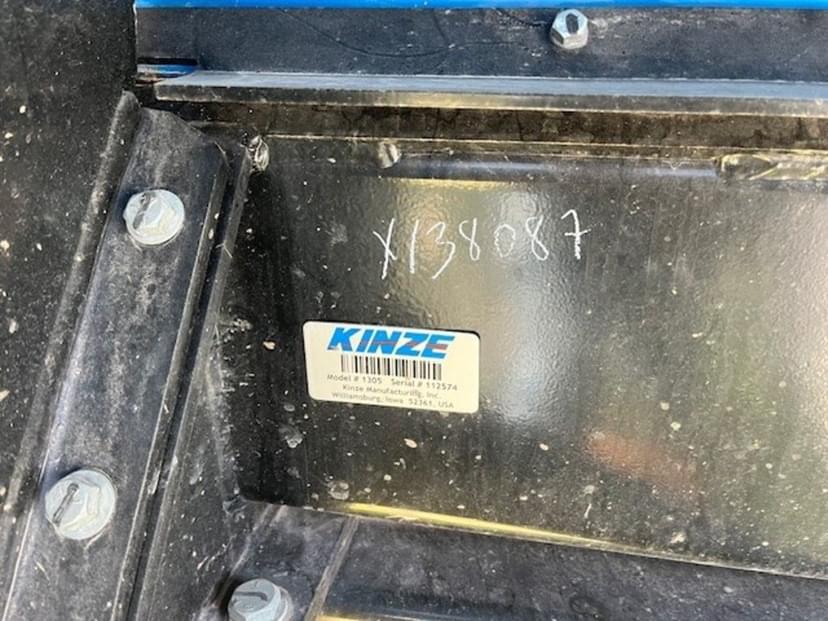 X138087
KINZE
Model # 1305 Serial # 112574
Kinze Manufacturing, Inc.
Williamsburg, Iowa 52361, USA